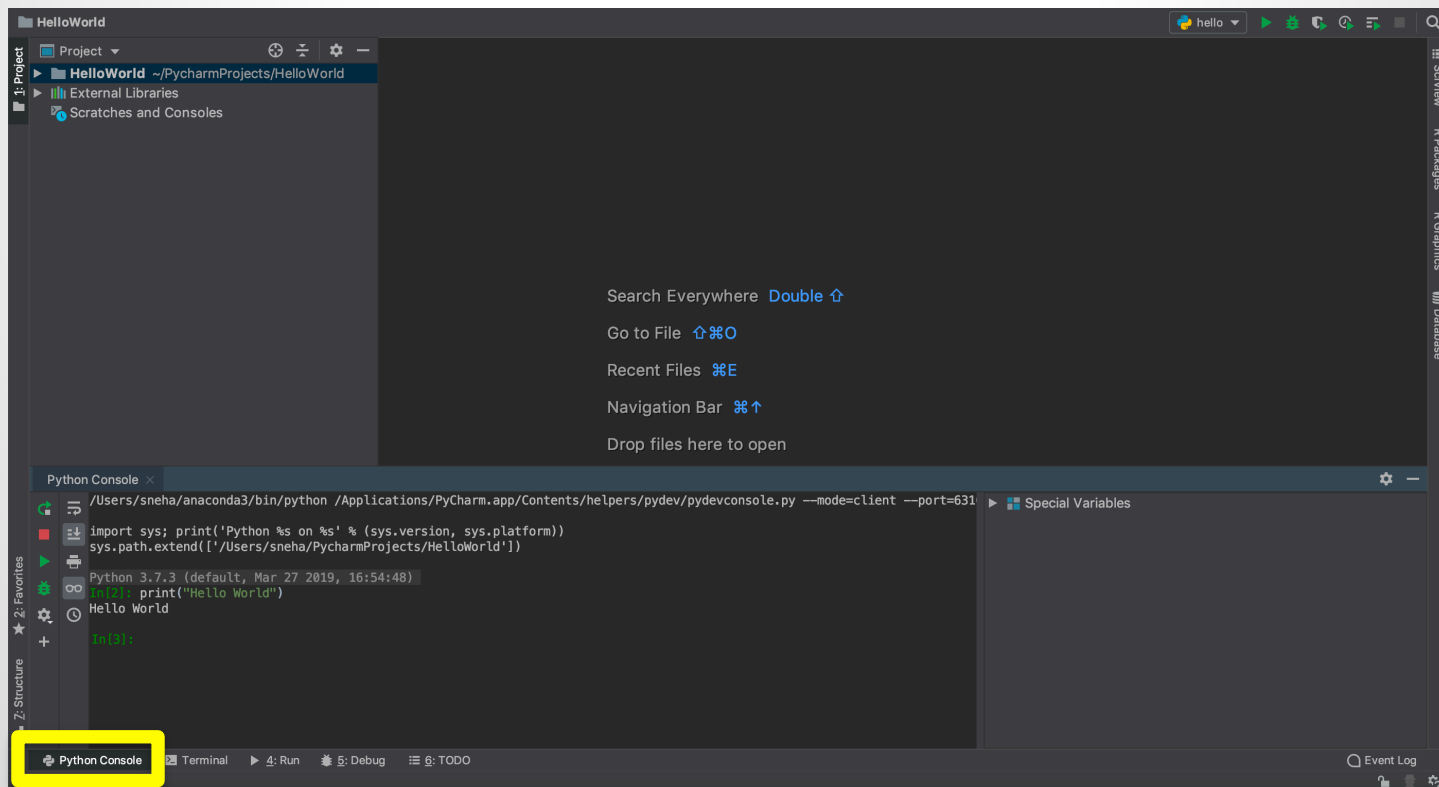 HelloWorld
hello
1: Project
Project
HelloWorld ~/PycharmProjects/HelloWorld
External Libraries
Scratches and Consoles
SciView
R Packages
R Graphics
Database
Search Everywhere Double ⇧
Go to File ⇧⌘O
Recent Files ⌘E
Navigation Bar ⌘↑
Drop files here to open
Python Console
/Users/sneha/anaconda3/bin/python /Applications/PyCharm.app/Contents/helpers/pydev/pydevconsole.py --mode=client --port=631
import sys; print('Python %s on %s' % (sys.version, sys.platform))
sys.path.extend(['/Users/sneha/PycharmProjects/HelloWorld'])
Python 3.7.3 (default, Mar 27 2019, 16:54:48)
In[2]: print("Hello World")
Hello World
In[3]:
Special Variables
2: Favorites
Z: Structure
Python Console
Terminal
4: Run
5: Debug
6: TODO
Event Log